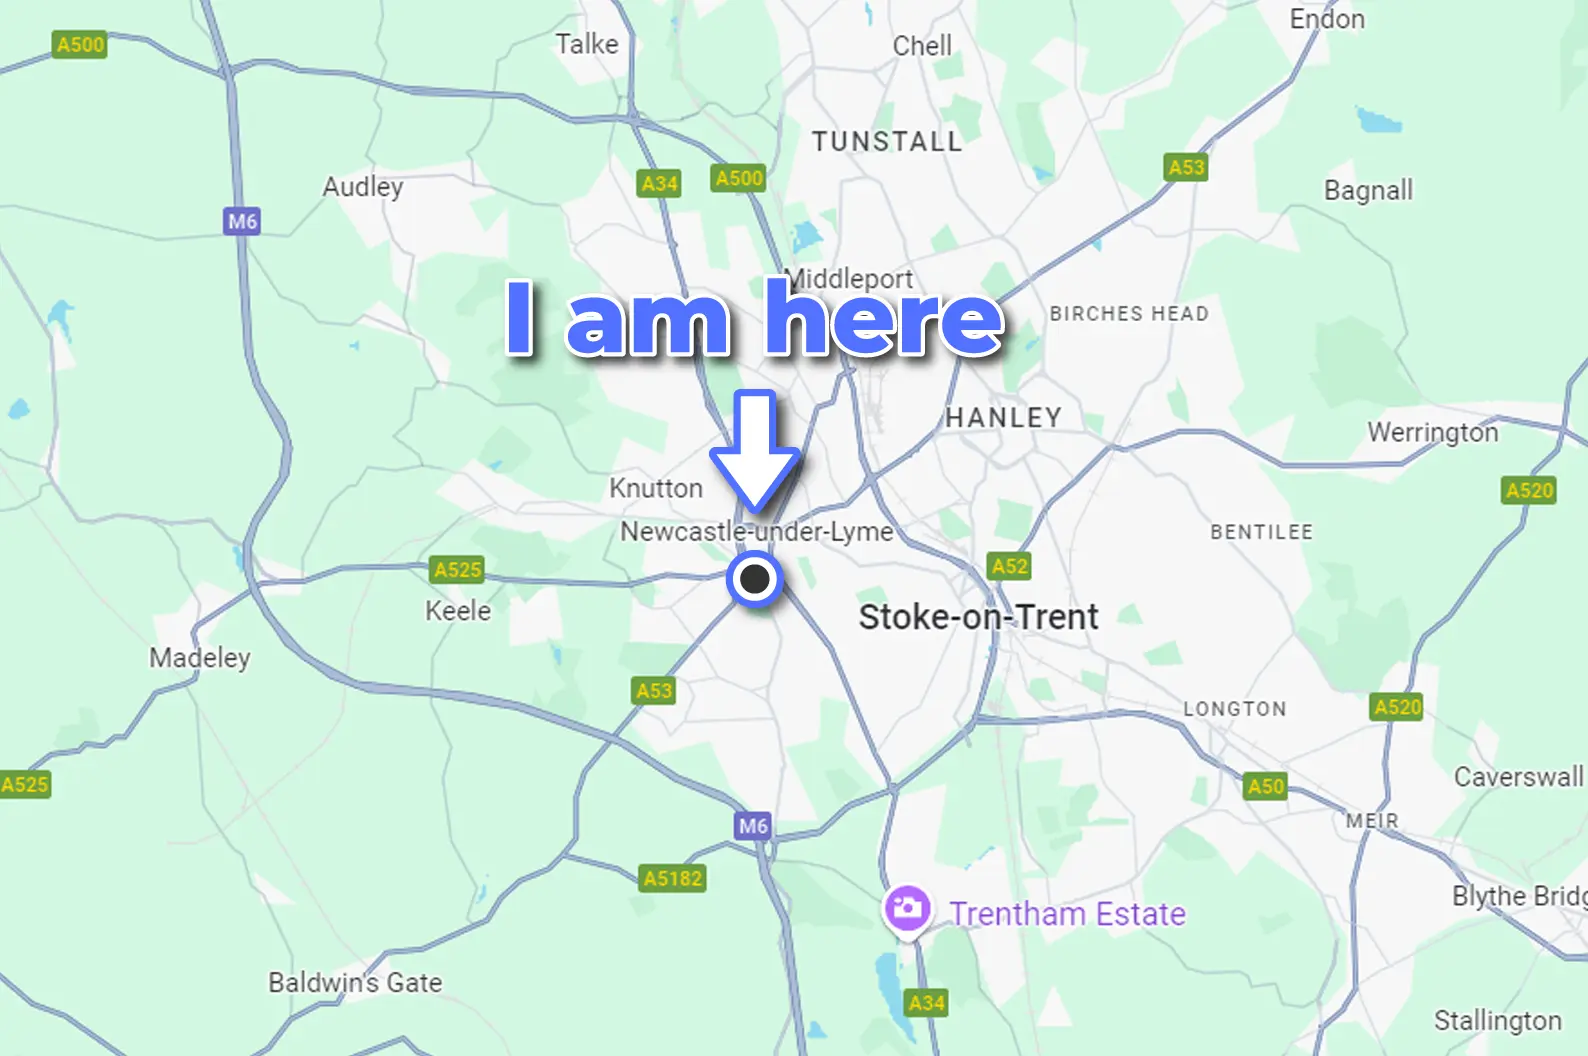 Endon
A500
Talke
Chell
TUNSTALL
A53
A34
A500
Audley
Bagnall
M6
Middleport
I am here
BIRCHES HEAD
HANLEY
Werrington
Knutton
A520
Newcastle-under-Lyme
BENTILEE
A525
A52
Keele
Stoke-on-Trent
Madeley
A53
LONGTON
A520
A525
Caverswall
A50
M6
MEIR
A5182
Blythe Bridg
Trentham Estate
Baldwin's Gate
A34
Stallington